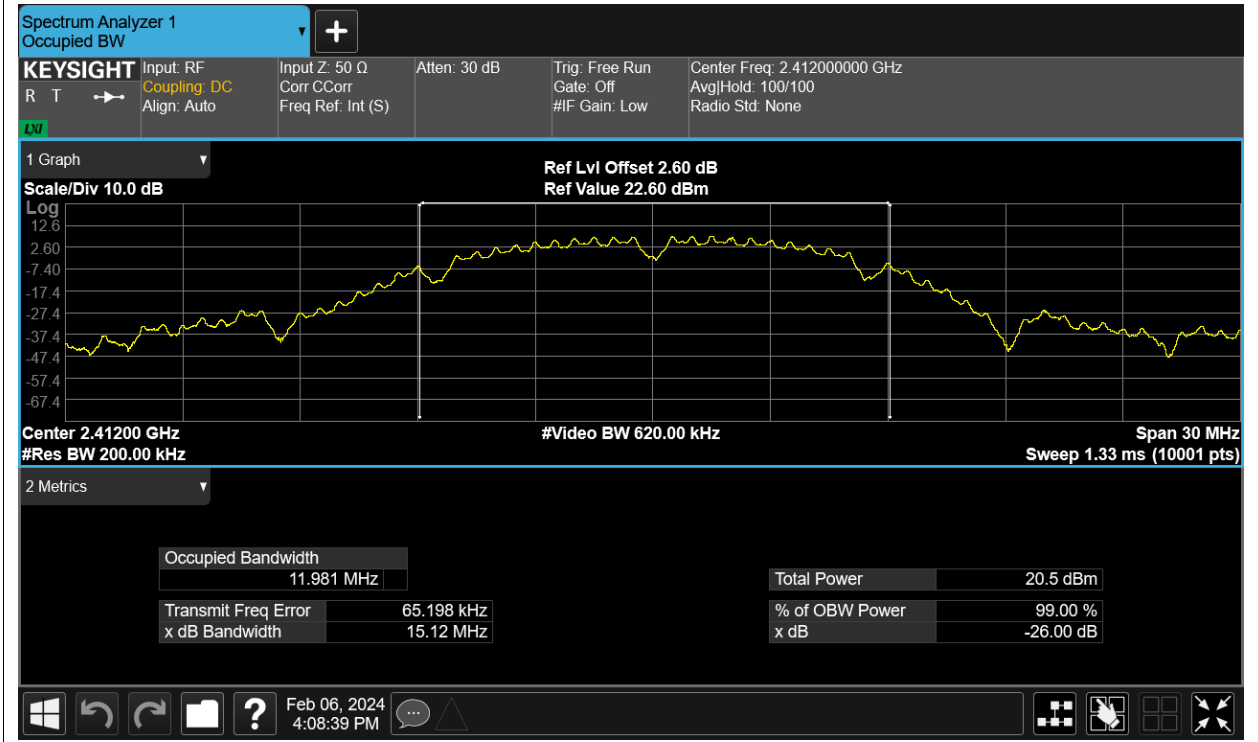 Spectrum Analyzer 1
Occupied BW
KEYSIGHT
R T
LXI
Input: RF
Coupling: DC
Align: Auto
Input Z: 50 Ω
Corr CCorr
Freq Ref: Int (S)
Atten: 30 dB
Trig: Free Run
Gate: Off
#IF Gain: Low
Center Freq: 2.412000000 GHz
Avg|Hold: 100/100
Radio Std: None
1 Graph
Ref Lvl Offset 2.60 dB
Scale/Div 10.0 dB
Ref Value 22.60 dBm
Log
12.6
2.60
-7.40
-17.4
-27.4
-37.4
-47.4
-57.4
-67.4
Center 2.41200 GHz
#Video BW 620.00 kHz
Span 30 MHz
#Res BW 200.00 kHz
Sweep 1.33 ms (10001 pts)
2 Metrics
Occupied Bandwidth
11.981 MHz
Total Power 20.5 dBm
Transmit Freq Error 65.198 kHz
% of OBW Power 99.00 %
x dB Bandwidth 15.12 MHz
x dB -26.00 dB
?
Feb 06, 2024
4:08:39 PM